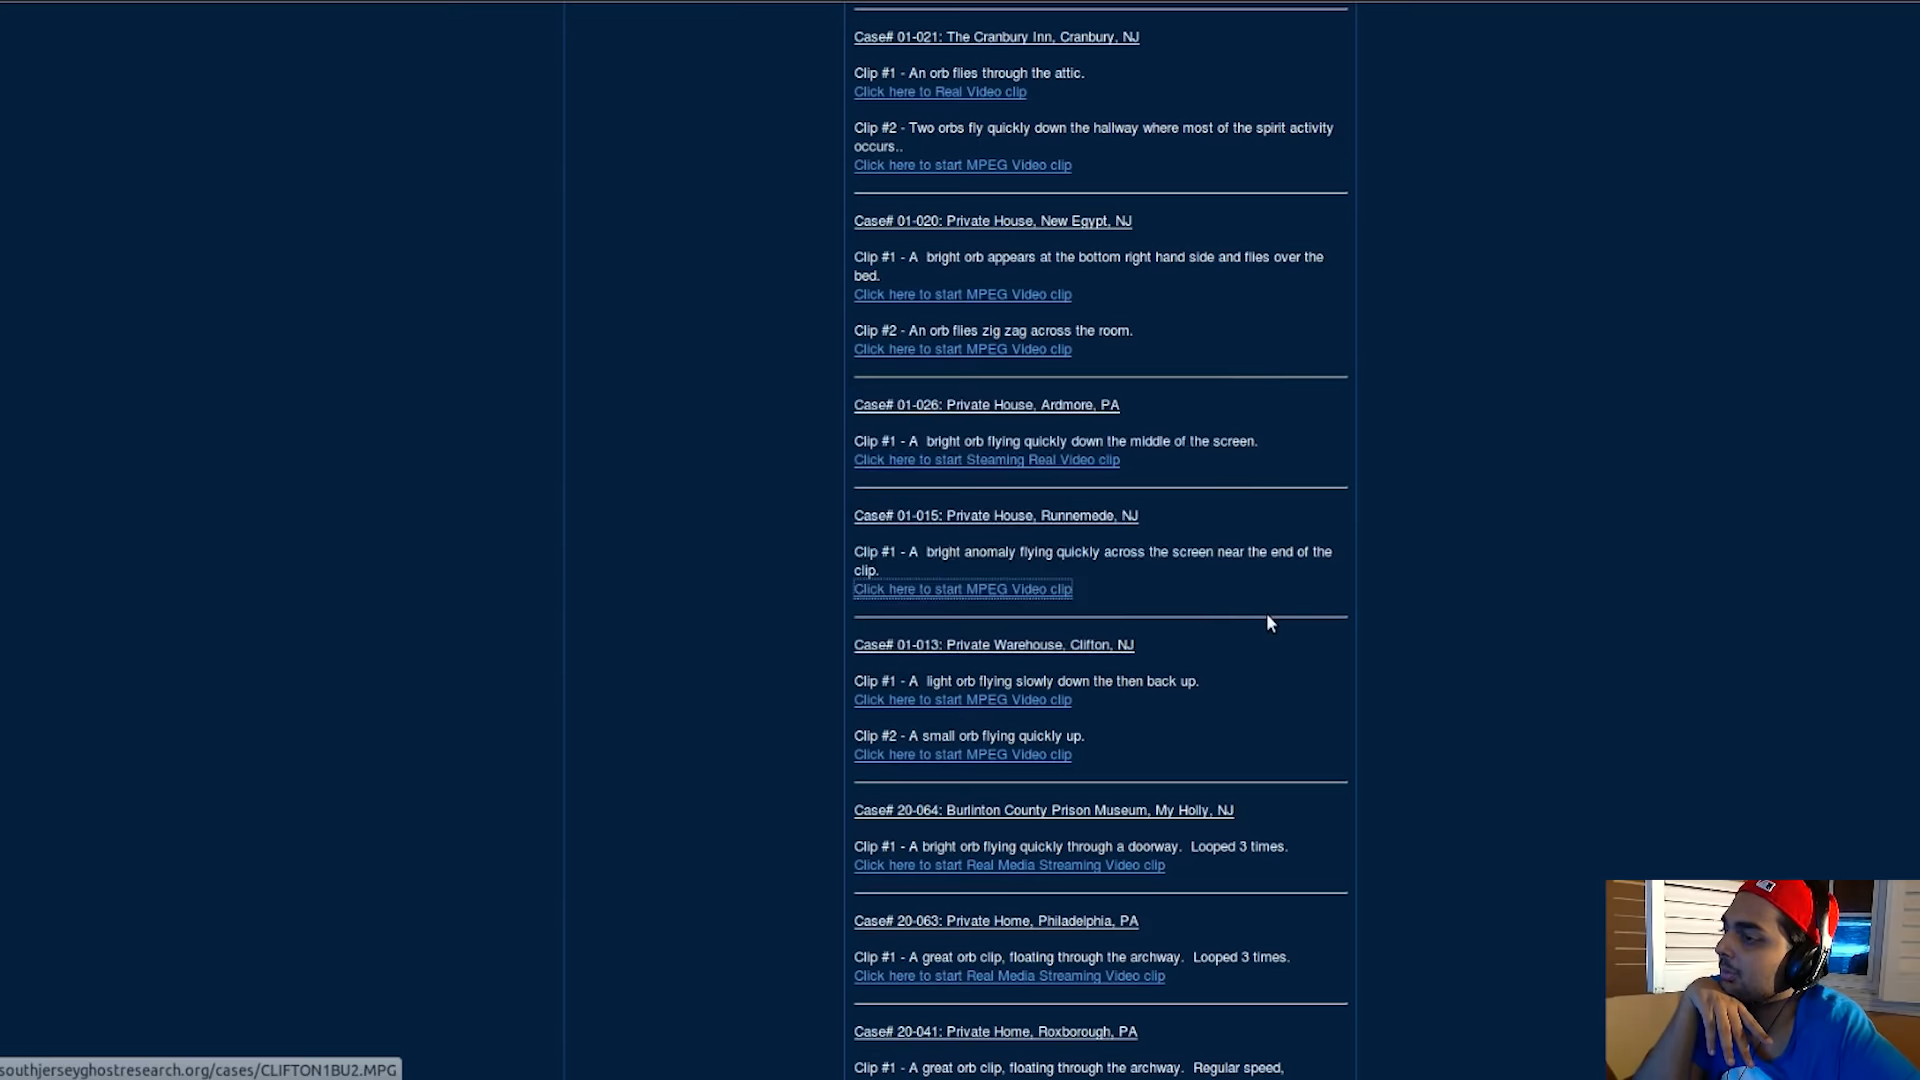 Case# 01-021: The Cranbury Inn, Cranbury, NJ
Clip #1 - An orb flies through the attic.
Click here to Real Video clip
Clip #2 - Two orbs fly quickly down the hallway where most of the spirit activity
occurs..
Click here to start MPEG Video clip
Case# 01-020: Private House, New Egypt, NJ
Clip #1 - A  bright orb appears at the bottom right hand side and flies over the
bed.
Click here to start MPEG Video clip
Clip #2 - An orb flies zig zag across the room.
Click here to start MPEG Video clip
Case# 01-026: Private House, Ardmore, PA
Clip #1 - A  bright orb flying quickly down the middle of the screen.
Click here to start Steaming Real Video clip
Case# 01-015: Private House, Runnemede, NJ
Clip #1 - A  bright anomaly flying quickly across the screen near the end of the
clip.
Click here to start MPEG Video clip
Case# 01-013: Private Warehouse, Clifton, NJ
Clip #1 - A  light orb flying slowly down the then back up.
Click here to start MPEG Video clip
Clip #2 - A small orb flying quickly up.
Click here to start MPEG Video clip
Case# 20-064: Burlinton County Prison Museum, My Holly, NJ
Clip #1 - A bright orb flying quickly through a doorway.  Looped 3 times.
Click here to start Real Media Streaming Video clip
Case# 20-063: Private Home, Philadelphia, PA
Clip #1 - A great orb clip, floating through the archway.  Looped 3 times.
Click here to start Real Media Streaming Video clip
Case# 20-041: Private Home, Roxborough, PA
Clip #1 - A great orb clip, floating through the archway.  Regular speed,
southjerseyghostresearch.org/cases/CLIFTON1BU2.MPG